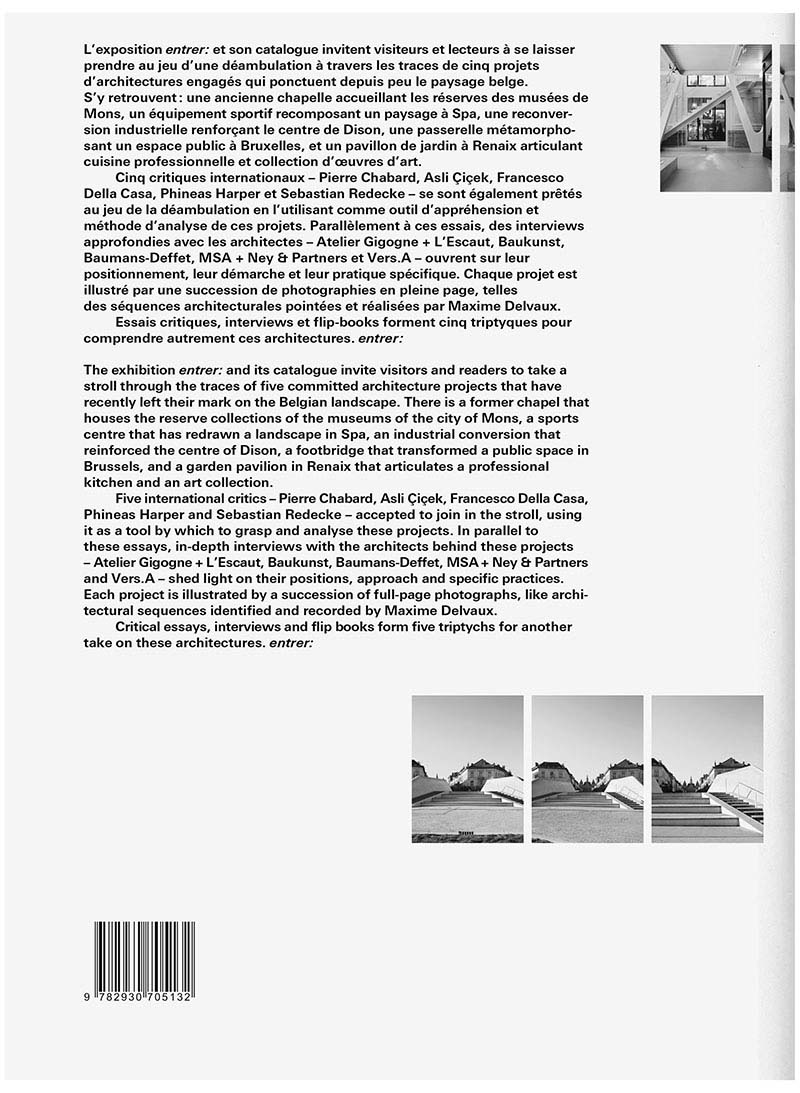 L'exposition entrer: et son catalogue invitent visiteurs et lecteurs à se laisser
prendre au jeu d'une déambulation à travers les traces de cinq projets
d'architectures engagés qui ponctuent depuis peu le paysage belge.
S'y retrouvent : une ancienne chapelle accueillant les réserves des musées de
Mons, un équipement sportif recomposant un paysage à Spa, une reconver-
sion industrielle renforçant le centre de Dison, une passerelle métamorpho-
sant un espace public à Bruxelles, et un pavillon de jardin à Renaix articulant
cuisine professionnelle et collection d'œuvres d'art.
Cinq critiques internationaux – Pierre Chabard, Asli Çiçek, Francesco
Della Casa, Phineas Harper et Sebastian Redecke – se sont également prêtés
au jeu de la déambulation en l'utilisant comme outil d'appréhension et
méthode d'analyse de ces projets. Parallèlement à ces essais, des interviews
approfondies avec les architectes – Atelier Gigogne + L'Escaut, Baukunst,
Baumans-Deffet, MSA + Ney & Partners et Vers.A – ouvrent sur leur
positionnement, leur démarche et leur pratique spécifique. Chaque projet est
illustré par une succession de photographies en pleine page, telles
des séquences architecturales pointées et réalisées par Maxime Delvaux.
Essais critiques, interviews et flip-books forment cinq triptyques pour
comprendre autrement ces architectures. entrer:
The exhibition entrer: and its catalogue invite visitors and readers to take a
stroll through the traces of five committed architecture projects that have
recently left their mark on the Belgian landscape. There is a former chapel that
houses the reserve collections of the museums of the city of Mons, a sports
centre that has redrawn a landscape in Spa, an industrial conversion that
reinforced the centre of Dison, a footbridge that transformed a public space in
Brussels, and a garden pavilion in Renaix that articulates a professional
kitchen and an art collection.
Five international critics – Pierre Chabard, Asli Çiçek, Francesco Della Casa,
Phineas Harper and Sebastian Redecke – accepted to join in the stroll, using
it as a tool by which to grasp and analyse these projects. In parallel to
these essays, in-depth interviews with the architects behind these projects
– Atelier Gigogne + L'Escaut, Baukunst, Baumans-Deffet, MSA + Ney & Partners
and Vers.A – shed light on their positions, approach and specific practices.
Each project is illustrated by a succession of full-page photographs, like archi-
tectural sequences identified and recorded by Maxime Delvaux.
Critical essays, interviews and flip books form five triptychs for another
take on these architectures. entrer:
9 782930 705132